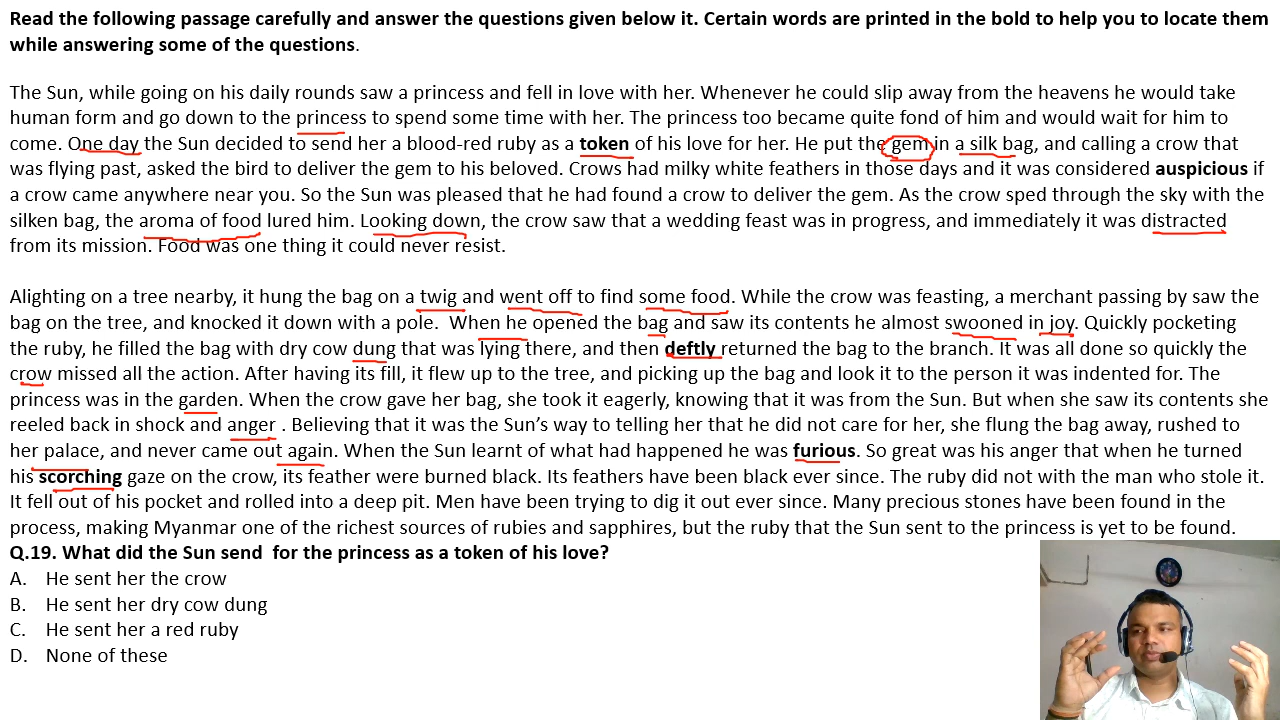 Read the following passage carefully and answer the questions given below it. Certain words are printed in the bold to help you to locate them
while answering some of the questions.
The Sun, while going on his daily rounds saw a princess and fell in love with her. Whenever he could slip away from the heavens he would take
human form and go down to the princess to spend some time with her. The princess too became quite fond of him and would wait for him to
come. One day the Sun decided to send her a blood-red ruby as a token of his love for her. He put the gem in a silk bag, and calling a crow that
was flying past, asked the bird to deliver the gem to his beloved. Crows had milky white feathers in those days and it was considered auspicious if
a crow came anywhere near you. So the Sun was pleased that he had found a crow to deliver the gem. As the crow sped through the sky with the
silken bag, the aroma of food lured him. Looking down, the crow saw that a wedding feast was in progress, and immediately it was distracted
from its mission. Food was one thing it could never resist.
Alighting on a tree nearby, it hung the bag on a twig and went off to find some food. While the crow was feasting, a merchant passing by saw the
bag on the tree, and knocked it down with a pole. When he opened the bag and saw its contents he almost swooned in joy. Quickly pocketing
the ruby, he filled the bag with dry cow dung that was lying there, and then deftly returned the bag to the branch. It was all done so quickly the
crow missed all the action. After having its fill, it flew up to the tree, and picking up the bag and look it to the person it was indented for. The
princess was in the garden. When the crow gave her bag, she took it eagerly, knowing that it was from the Sun. But when she saw its contents she
reeled back in shock and anger . Believing that it was the Sun's way to telling her that he did not care for her, she flung the bag away, rushed to
her palace, and never came out again. When the Sun learnt of what had happened he was furious. So great was his anger that when he turned
his scorching gaze on the crow, its feather were burned black. Its feathers have been black ever since. The ruby did not with the man who stole it.
It fell out of his pocket and rolled into a deep pit. Men have been trying to dig it out ever since. Many precious stones have been found in the
process, making Myanmar one of the richest sources of rubies and sapphires, but the ruby that the Sun sent to the princess is yet to be found.
Q.19. What did the Sun send for the princess as a token of his love?
A. He sent her the crow
B. He sent her dry cow dung
C. He sent her a red ruby
D. None of these